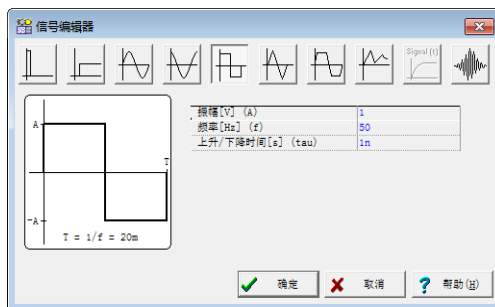 信号编辑器
Signal (t)
振幅[V] (A) 1
频率[Hz] (f) 50
上升/下降时间[s] (tau) 1n
A
T
-A
T = 1/f = 20m
确定
取消
帮助(H)